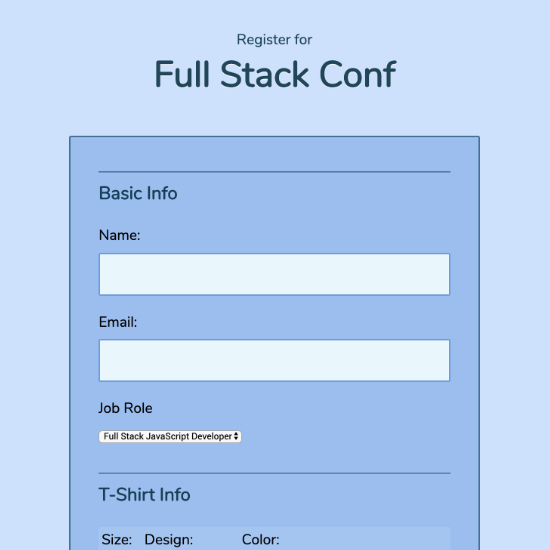 Register for
Full Stack Conf
Basic Info
Name:
Email:
Job Role
Full Stack JavaScript Developer
T-Shirt Info
Size: Design: Color: